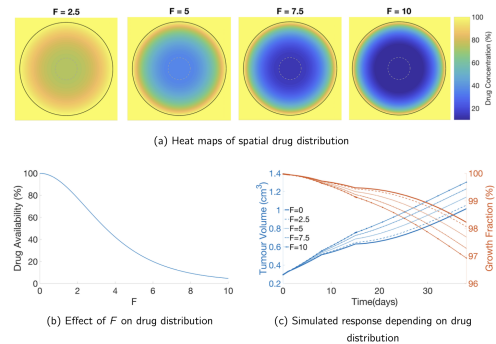 F = 2.5 F = 5 F = 7.5 F = 10
100
80
60
40
20
Drug Concentration (%)
(a) Heat maps of spatial drug distribution
100
80
60
40
20
0
Drug Availability (%)
0 2 4 6 8 10
F
(b) Effect of F on drug distribution
1.4
1.2
1
0.8
0.6
0.4
0.2
Tumour Volume (cm3)
F=0
F=2.5
F=5
F=7.5
F=10
100
99
98
97
96
Growth Fraction (%)
0 10 20 30
Time(days)
(c) Simulated response depending on drug
distribution